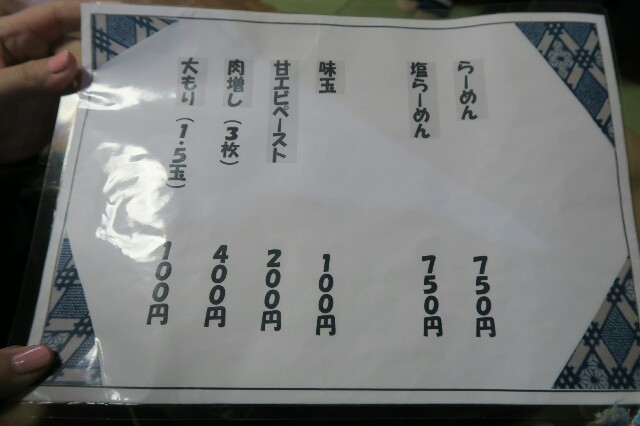 らーめん 750円
塩らーめん 750円
味玉 100円
甘エビペースト 200円
肉増し(3枚) 400円
大もり(1.5玉) 100円